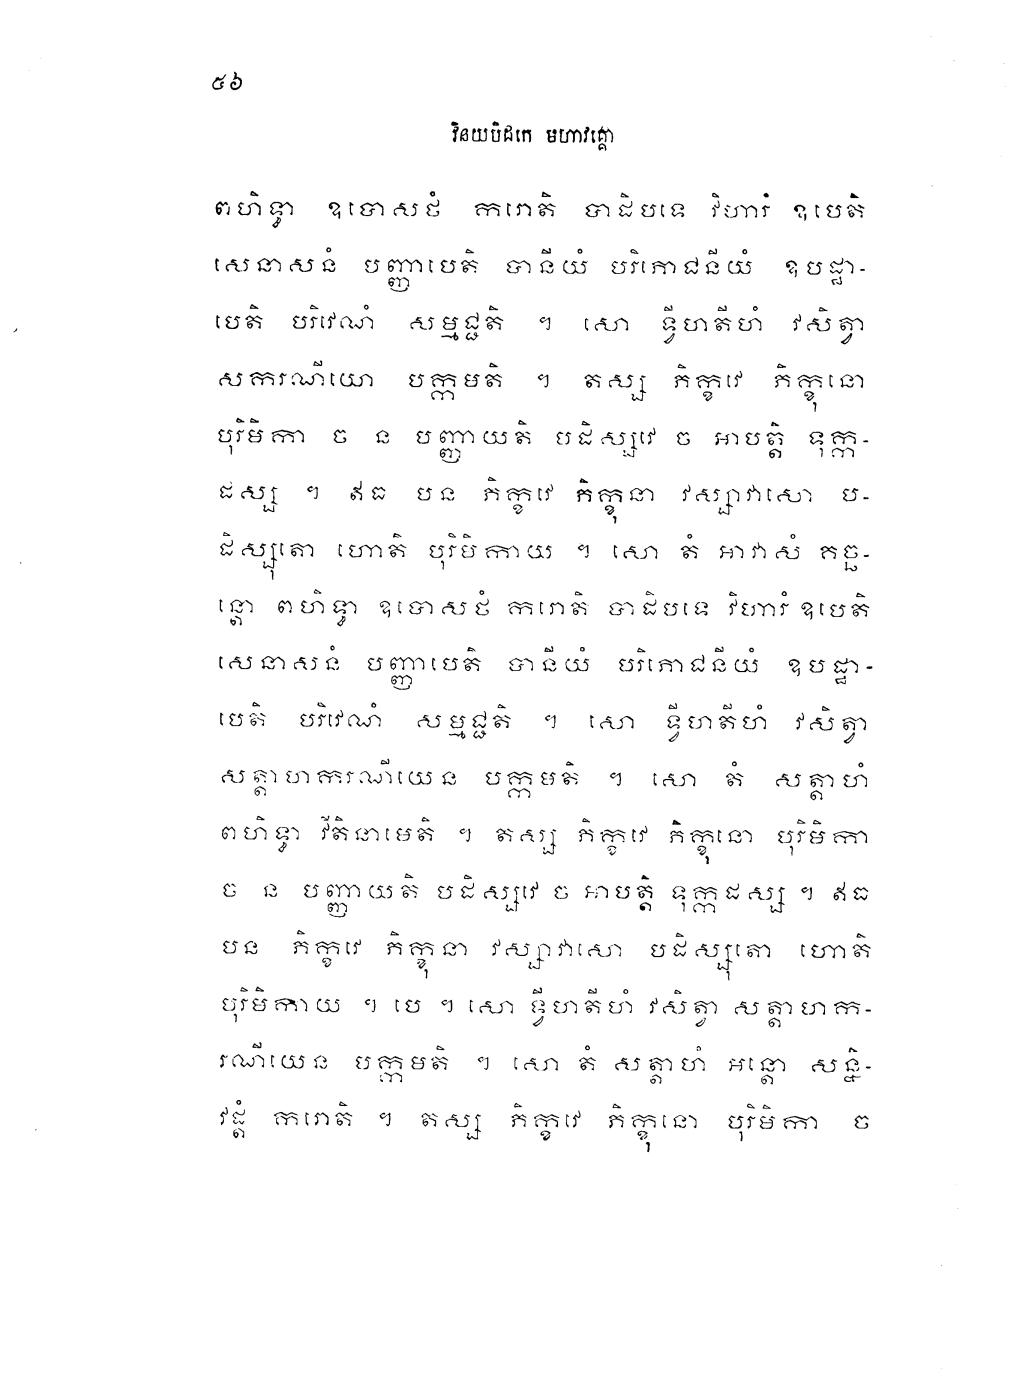 ៥៦
វិនយបិដកេ មហាវគ្គោ
ពហិទ្ធា ឧបោសថំ ករោតិ បាដិបទេ វិហារំ ឧបេតិ
សេនាសនំ បញ្ញាបេតិ បានីយំ បរិភោជនីយំ ឧបដ្ឋា-
បេតិ បរិវេណំ សម្មជ្ជតិ ។ សោ ទ្វីហតីហំ វសិត្វា
សករណីយោ បក្កមតិ ។ តស្ស ភិក្ខវេ ភិក្ខុនោ
បុរិមិកា ច ន បញ្ញាយតិ បដិស្សវេ ច អាបត្តិ ទុក្ក-
ដស្ស ។ ឥធ បន ភិក្ខវេ ភិក្ខុនា វស្សាវាសោ ប-
ដិស្សុតោ ហោតិ បុរិមិកាយ ។ សោ តំ អាវាសំ គច្ឆ-
ន្តោ ពហិទ្ធា ឧបោសថំ ករោតិ បាដិបទេ វិហារំ ឧបេតិ
សេនាសនំ បញ្ញាបេតិ បានីយំ បរិភោជនីយំ ឧបដ្ឋា-
បេតិ បរិវេណំ សម្មជ្ជតិ ។ សោ ទ្វីហតីហំ វសិត្វា
សត្តាហករណីយេន បក្កមតិ ។ សោ តំ សត្តាហំ
ពហិទ្ធា វីតិនាមេតិ ។ តស្ស ភិក្ខវេ ភិក្ខុនោ បុរិមិកា
ច ន បញ្ញាយតិ បដិស្សវេ ច អាបត្តិ ទុក្កដស្ស ។ ឥធ
បន ភិក្ខវេ ភិក្ខុនា វស្សាវាសោ បដិស្សុតោ ហោតិ
បុរិមិកាយ ។ បេ ។ សោ ទ្វីហតីហំ វសិត្វា សត្តាហក-
រណីយេន បក្កមតិ ។ សោ តំ សត្តាហំ អន្តោ សន្និ-
វដ្តំ ករោតិ ។ តស្ស ភិក្ខវេ ភិក្ខុនោ បុរិមិកា ច